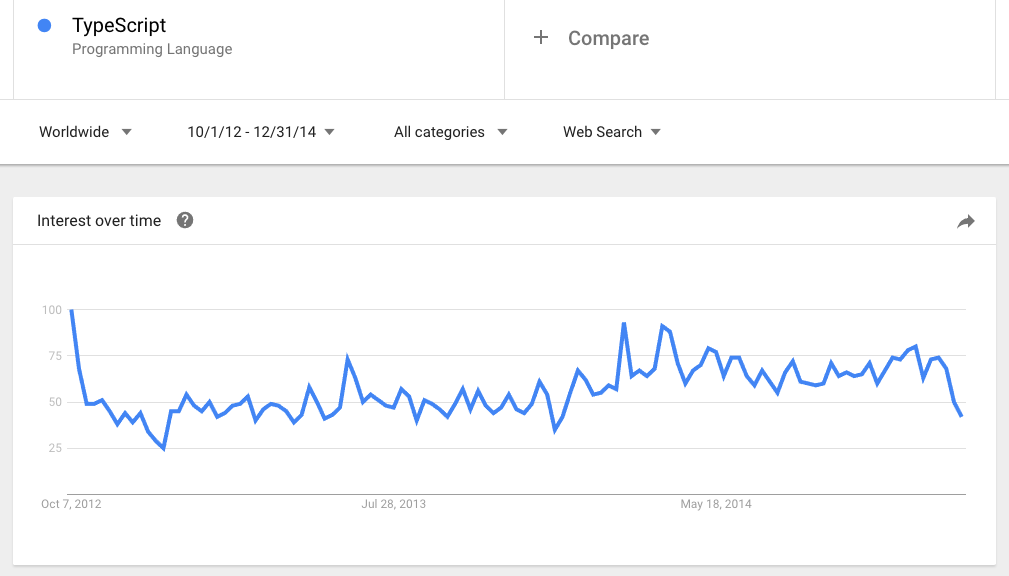 TypeScript
Programming Language
+ Compare
Worldwide 10/1/12 - 12/31/14 All categories Web Search
Interest over time ?
100
75
50
25
Oct 7, 2012 Jul 28, 2013 May 18, 2014